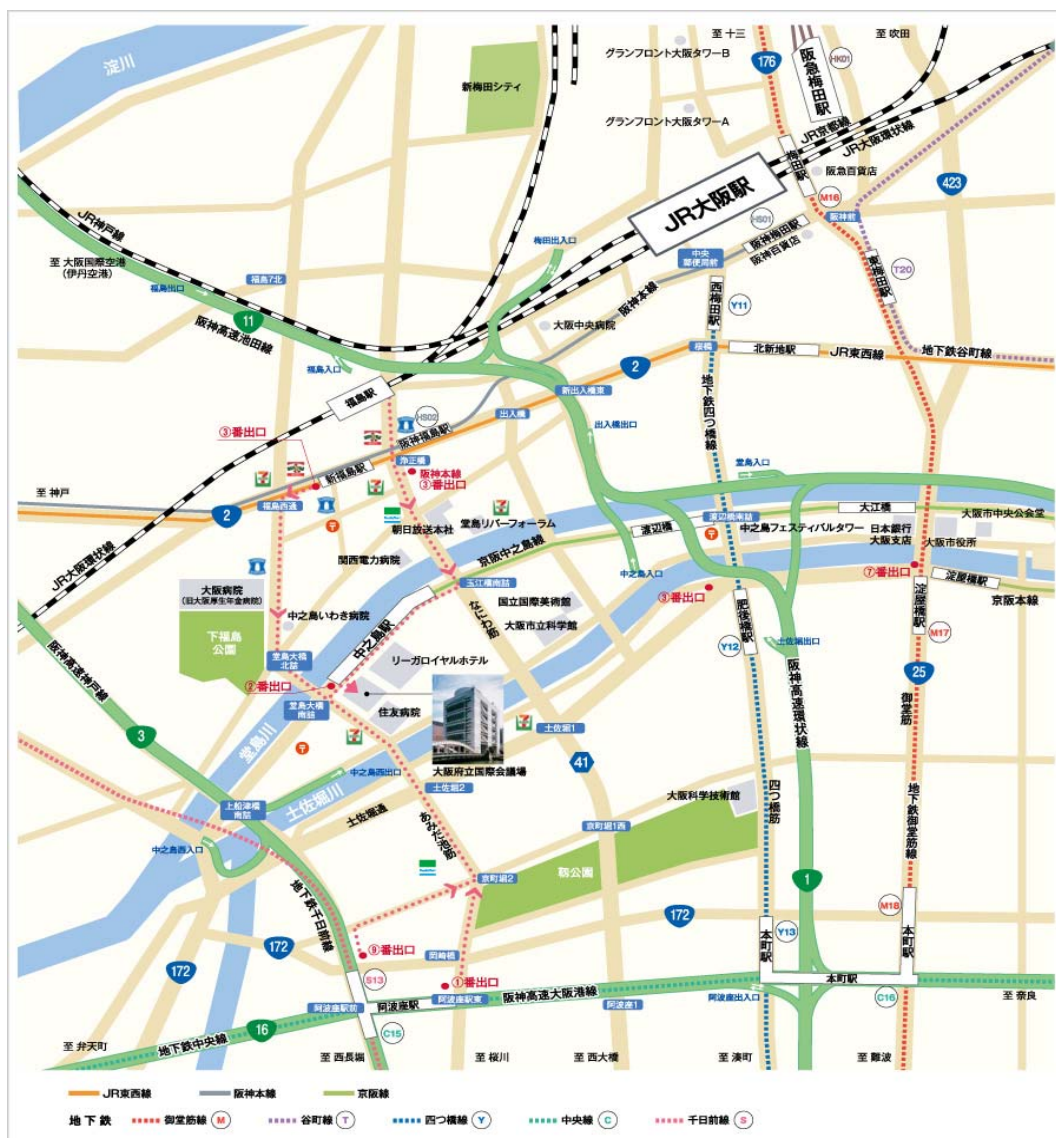 至 十三
至 吹田
グランフロント大阪タワーB
176
阪急梅田駅
HK01
淀川
新梅田シティ
グランフロント大阪タワーA
JR京都線
JR大阪環状線
梅田駅
阪急百貨店
423
JR大阪駅
M16
阪神前
HS01
阪神梅田駅
阪神百貨店
JR神戸線
至 大阪国際空港
(伊丹空港)
梅田出入口
中央
郵便局前
東梅田駅
T20
福島7北
福島出口
11
阪神高速池田線
西梅田駅
Y11
阪神本線
大阪中央病院
桜橋
北新地駅
JR東西線
地下鉄谷町線
福島入口
2
地下鉄四つ橋線
福島駅
新出入橋東
出入橋
HS02
阪神福島駅
出入橋出口
③番出口
浄正橋
新福島駅
阪神本線
③番出口
堂島入口
至 神戸
2
福島西通
朝日放送本社
堂島リバーフォーラム
大江橋
大阪市中央公会堂
渡辺橋
渡辺橋南詰
中之島フェスティバルタワー
日本銀行
大阪支店
大阪市役所
JR大阪環状線
関西電力病院
京阪中之島線
中之島入口
⑦番出口
淀屋橋駅
京阪本線
大阪病院
(旧大阪厚生年金病院)
玉江橋南詰
なにわ筋
国立国際美術館
大阪市立科学館
③番出口
肥後橋駅
淀屋橋駅
M17
下福島
公園
中之島いわき病院
中之島駅
Y12
土佐堀出口
堂島大橋
北詰
リーガロイヤルホテル
阪神高速環状線
25
御堂筋
阪神高速神戸線
②番出口
堂島大橋
南詰
住友病院
3
堂島川
土佐堀1
大阪府立国際会議場
41
中之島西出口
土佐堀川
土佐堀2
大阪科学技術館
四つ橋筋
上船津橋
南詰
土佐堀通
あみだ池筋
京町堀1西
地下鉄御堂筋線
中之島西入口
京町堀2
靱公園
1
地下鉄千日前線
M18
172
172
172
⑨番出口
岡崎橋
本町駅
Y13
本町駅
S13
①番出口
本町駅
阿波座駅前
阿波座駅
阿波座駅東
阪神高速大阪港線
阿波座1
阿波座出入口
C16
至 奈良
16
地下鉄中央線
C15
至 弁天町
至 西長堀
至 桜川
至 西大橋
至 湊町
至 難波
JR東西線
阪神本線
京阪線
地下鉄
御堂筋線 M
谷町線 T
四つ橋線 Y
中央線 C
千日前線 S